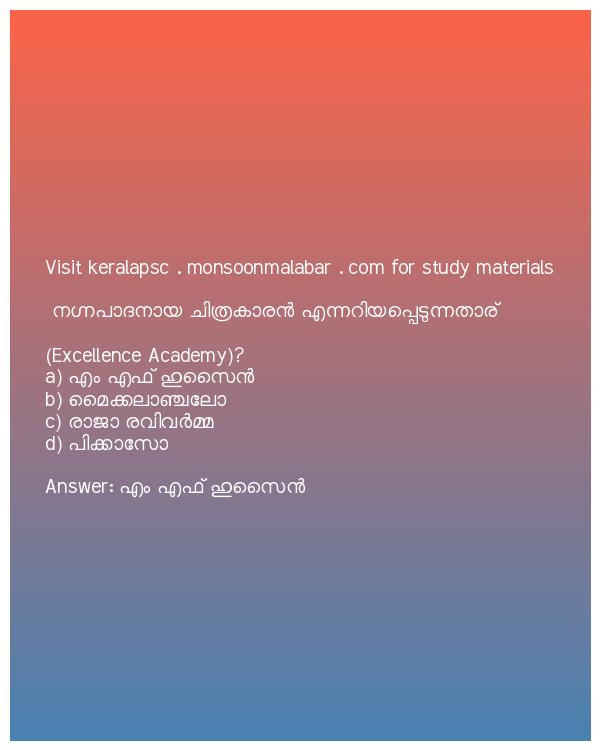 Visit keralapsc . monsoonmalabar . com for study materials
നഗ്നപാദനായ ചിത്രകാരൻ എന്നറിയപ്പെടുന്നതാര്
(Excellence Academy)?
a) എം എഫ് ഹുസൈൻ
b) മൈക്കലാഞ്ചലോ
c) രാജാ രവിവർമ്മ
d) പിക്കാസോ
Answer: എം എഫ് ഹുസൈൻ